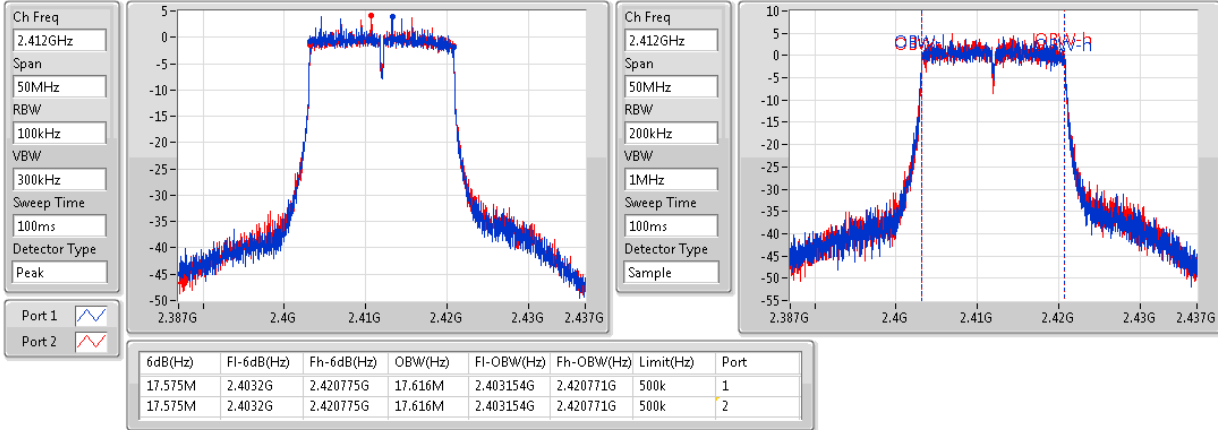 Ch Freq
2.412GHz
Span
50MHz
RBW
100kHz
VBW
300kHz
Sweep Time
100ms
Detector Type
Peak
Port 1
Port 2
5
0
-5
-10
-15
-20
-25
-30
-35
-40
-45
-50
2.387G 2.4G 2.41G 2.42G 2.43G 2.437G
Ch Freq
2.412GHz
Span
50MHz
RBW
200kHz
VBW
1MHz
Sweep Time
100ms
Detector Type
Sample
10
5
0
-5
-10
-15
-20
-25
-30
-35
-40
-45
-50
-55
OBW-l OBW-h
2.387G 2.4G 2.41G 2.42G 2.43G 2.437G
6dB(Hz) Fl-6dB(Hz) Fh-6dB(Hz) OBW(Hz) Fl-OBW(Hz) Fh-OBW(Hz) Limit(Hz) Port
17.575M 2.4032G 2.420775G 17.616M 2.403154G 2.420771G 500k 1
17.575M 2.4032G 2.420775G 17.616M 2.403154G 2.420771G 500k 2